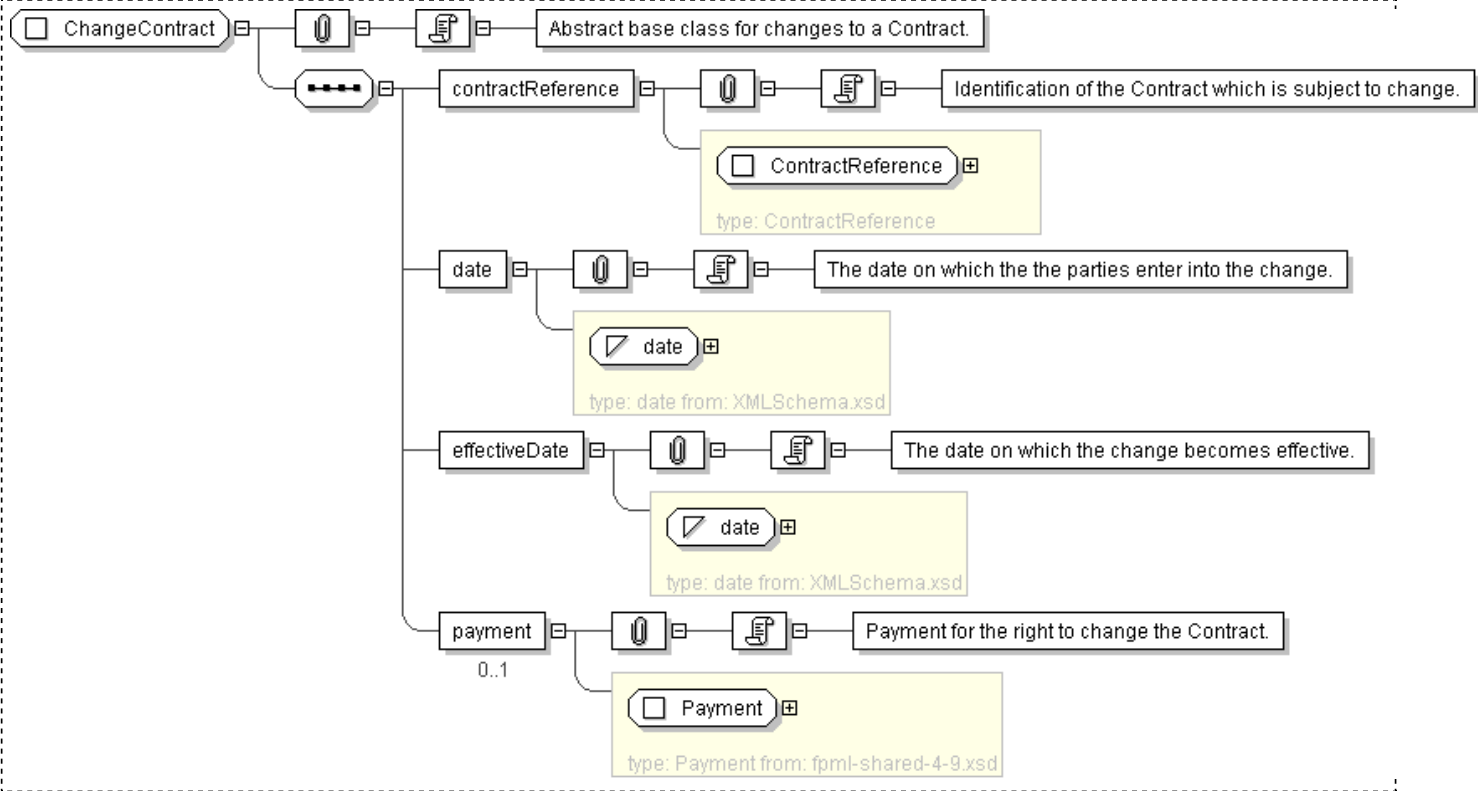 ChangeContract
Abstract base class for changes to a Contract.
contractReference
Identification of the Contract which is subject to change.
ContractReference
type: ContractReference
date
The date on which the the parties enter into the change.
date
type: date from: XMLSchema.xsd
effectiveDate
The date on which the change becomes effective.
date
type: date from: XMLSchema.xsd
payment
Payment for the right to change the Contract.
0..1
Payment
type: Payment from: fpml-shared-4-9.xsd